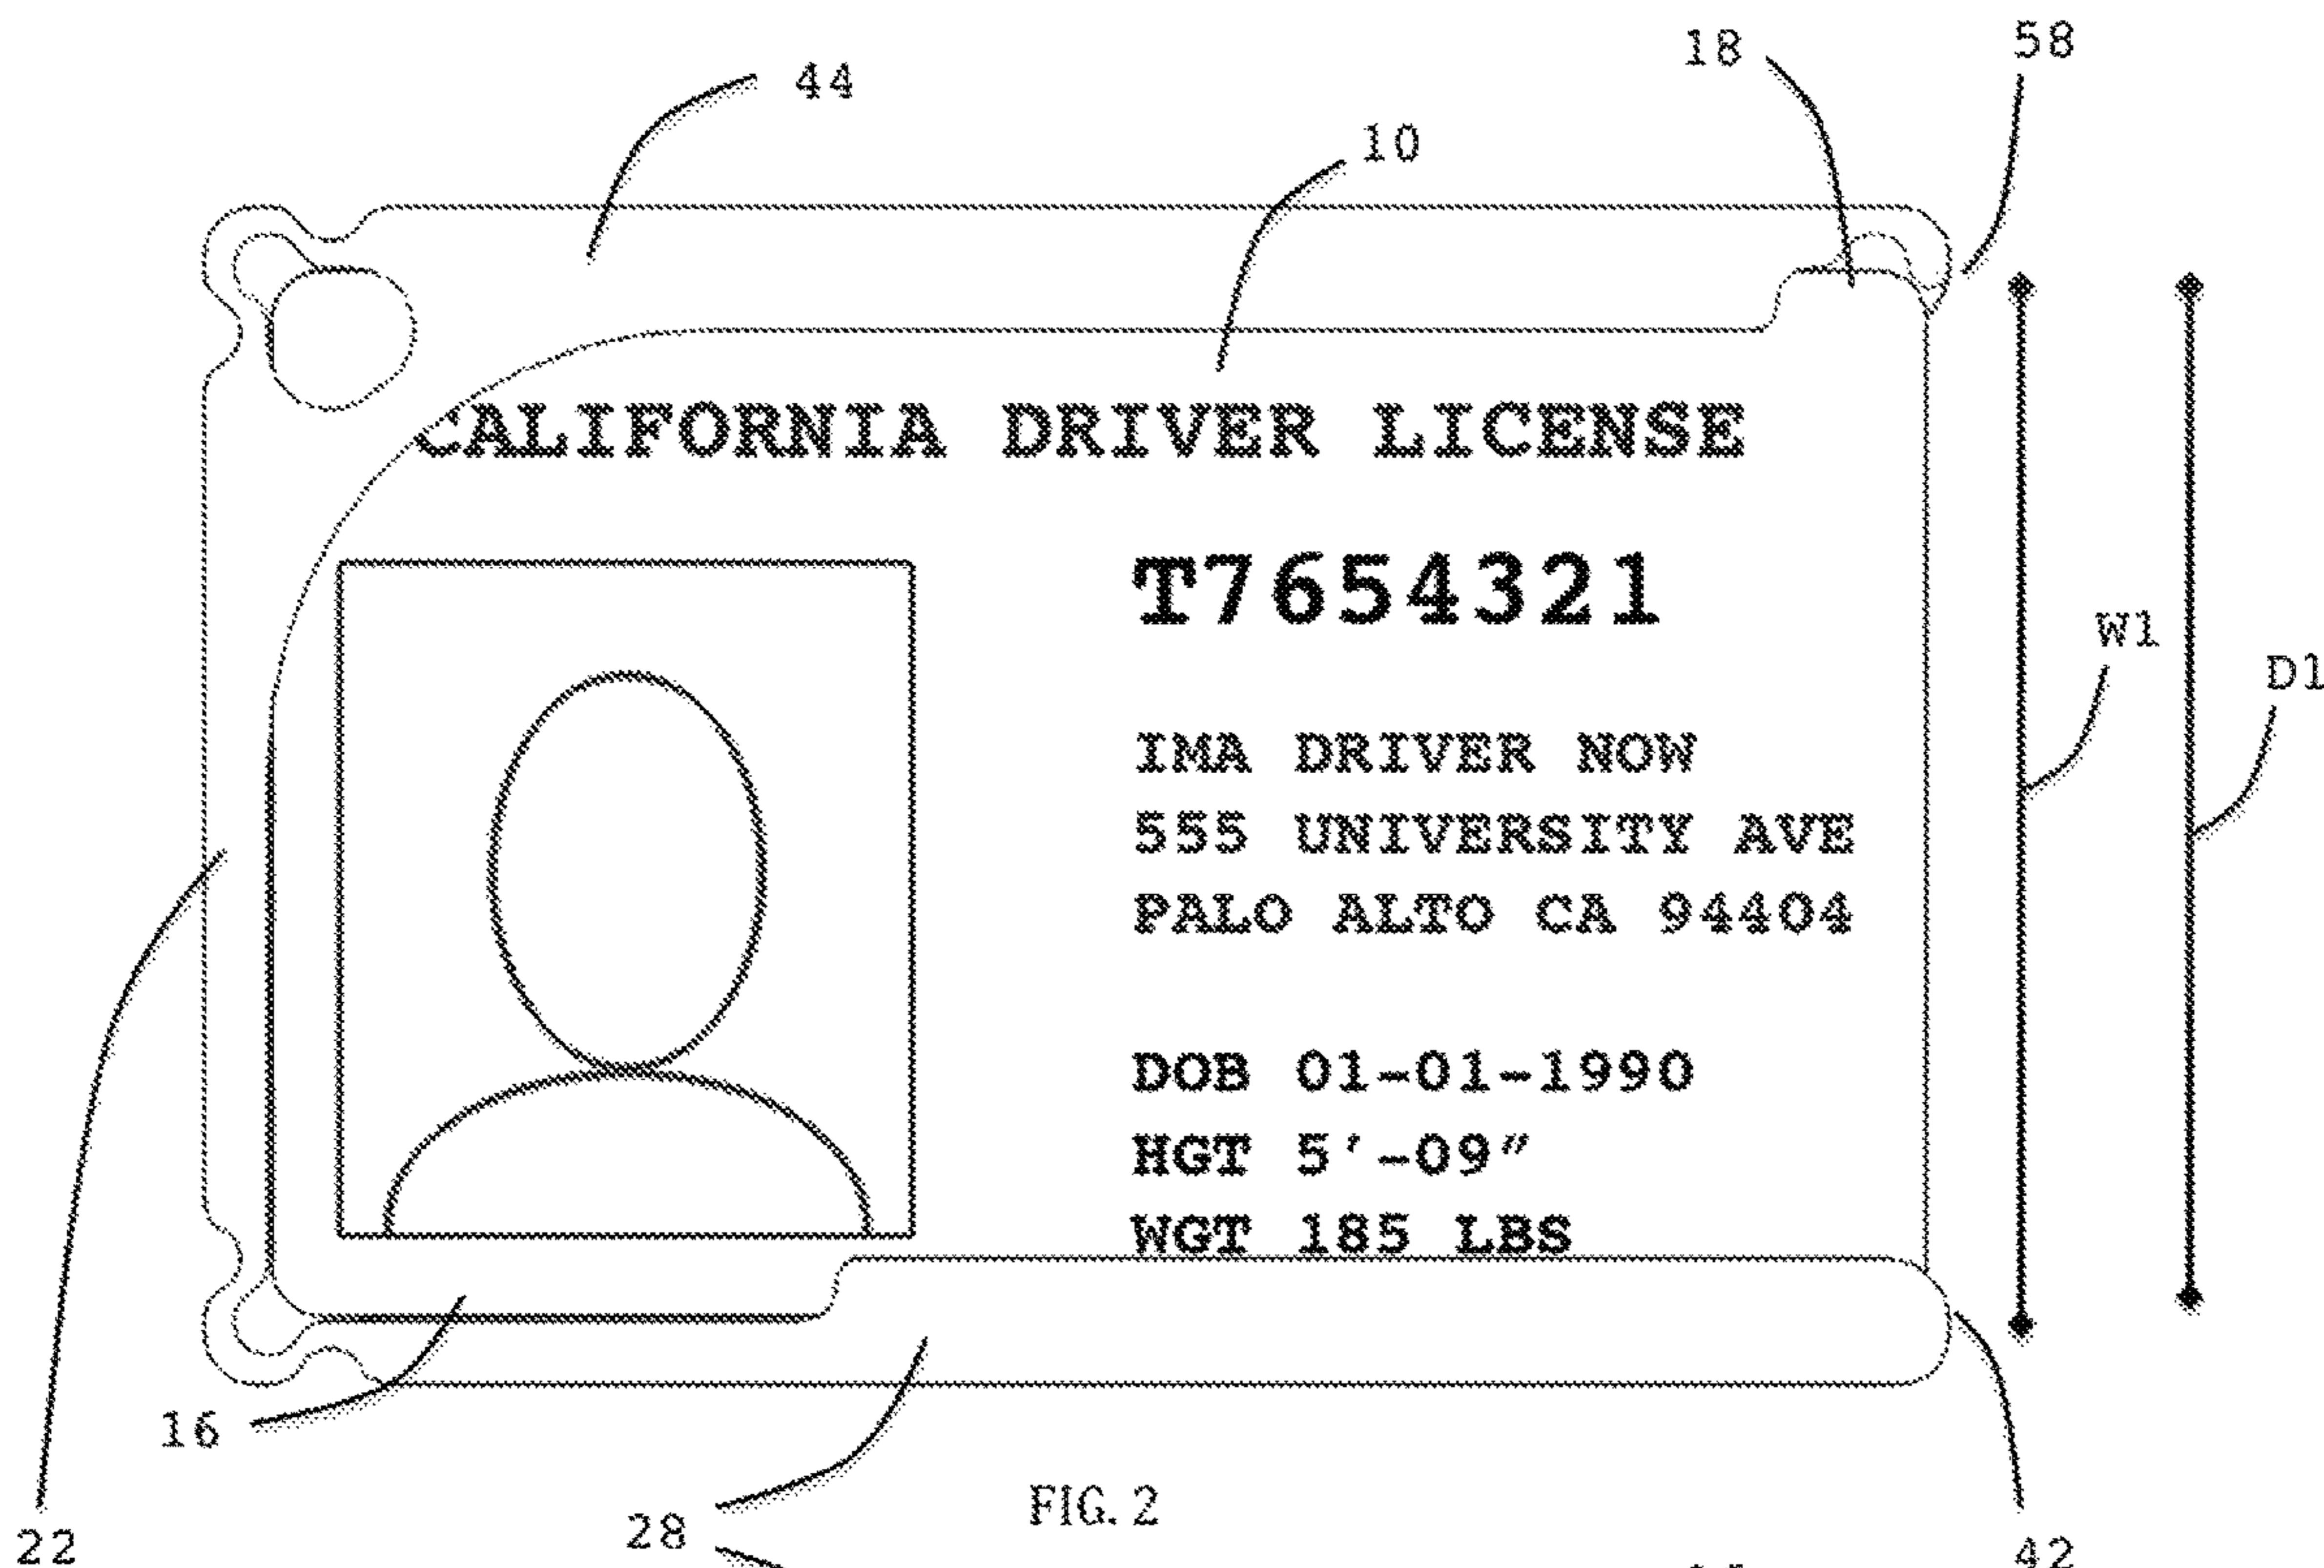 18
58
44
10
CALIFORNIA DRIVER LICENSE
T7654321
W1
D1
IMA DRIVER NOW
555 UNIVERSITY AVE
PALO ALTO CA 94404
DOB 01-01-1990
HGT 5'-09"
WGT 185 LBS
16
FIG. 2
28
22
42